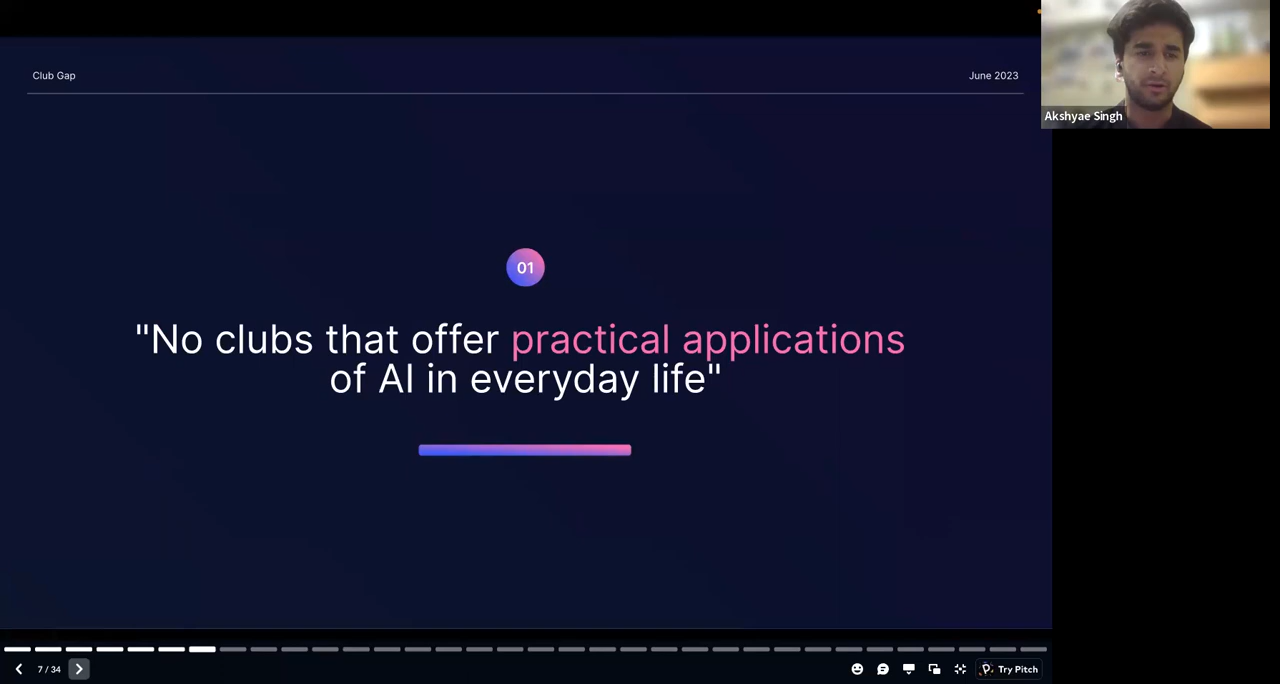 Club Gap
June 2023
Akshyae Singh
01
"No clubs that offer practical applications
of AI in everyday life"
7 / 34
Try Pitch